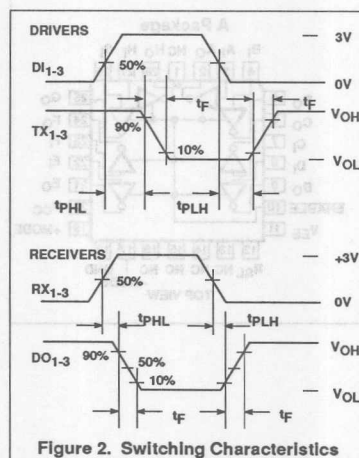 DRIVERS
3V
DI1-3
50%
0V
tF
tF
TX1-3
90%
VOH
10%
VOL
tPHL
tPLH
RECEIVERS
+3V
RX1-3
50%
0V
tPHL
tPLH
DO1-3
90%
VOH
50%
10%
VOL
tF
tF
Figure 2. Switching Characteristics